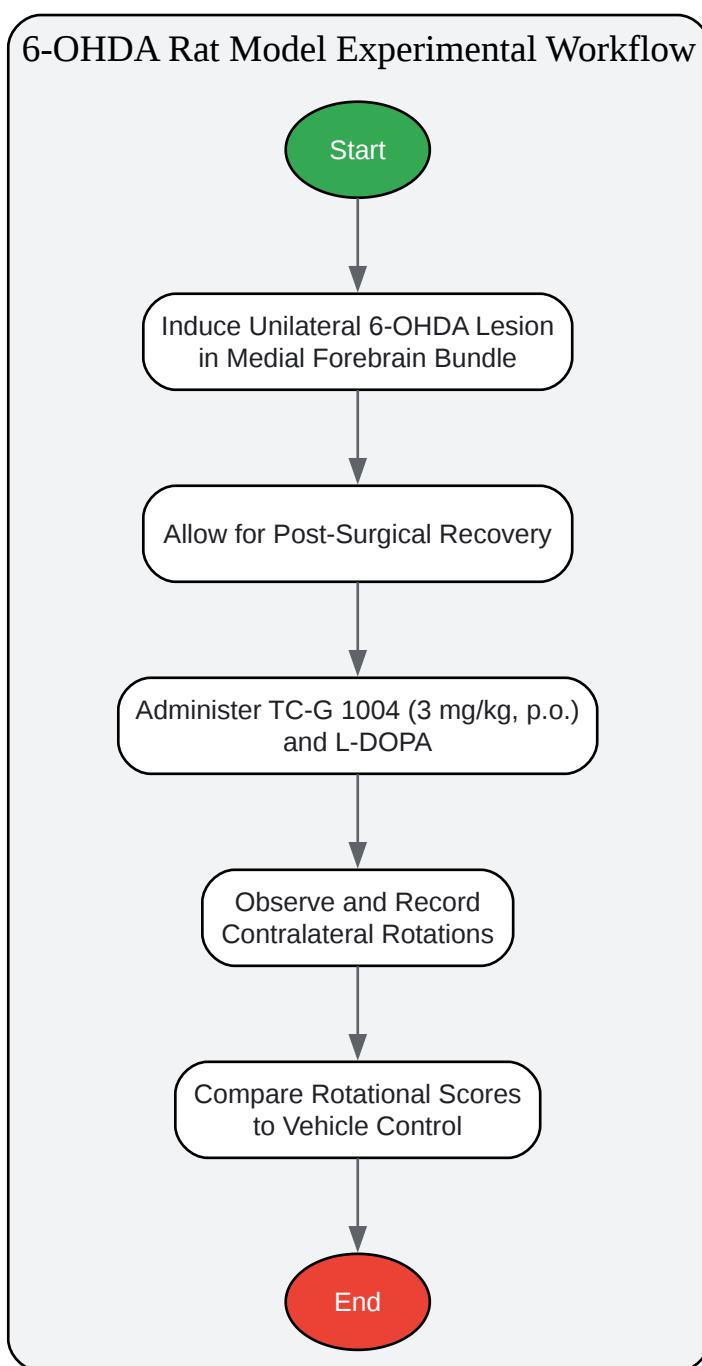 6-OHDA Rat Model Experimental Workflow
Start
Induce Unilateral 6-OHDA Lesion
in Medial Forebrain Bundle
Allow for Post-Surgical Recovery
Administer TC-G 1004 (3 mg/kg, p.o.)
and L-DOPA
Observe and Record
Contralateral Rotations
Compare Rotational Scores
to Vehicle Control
End